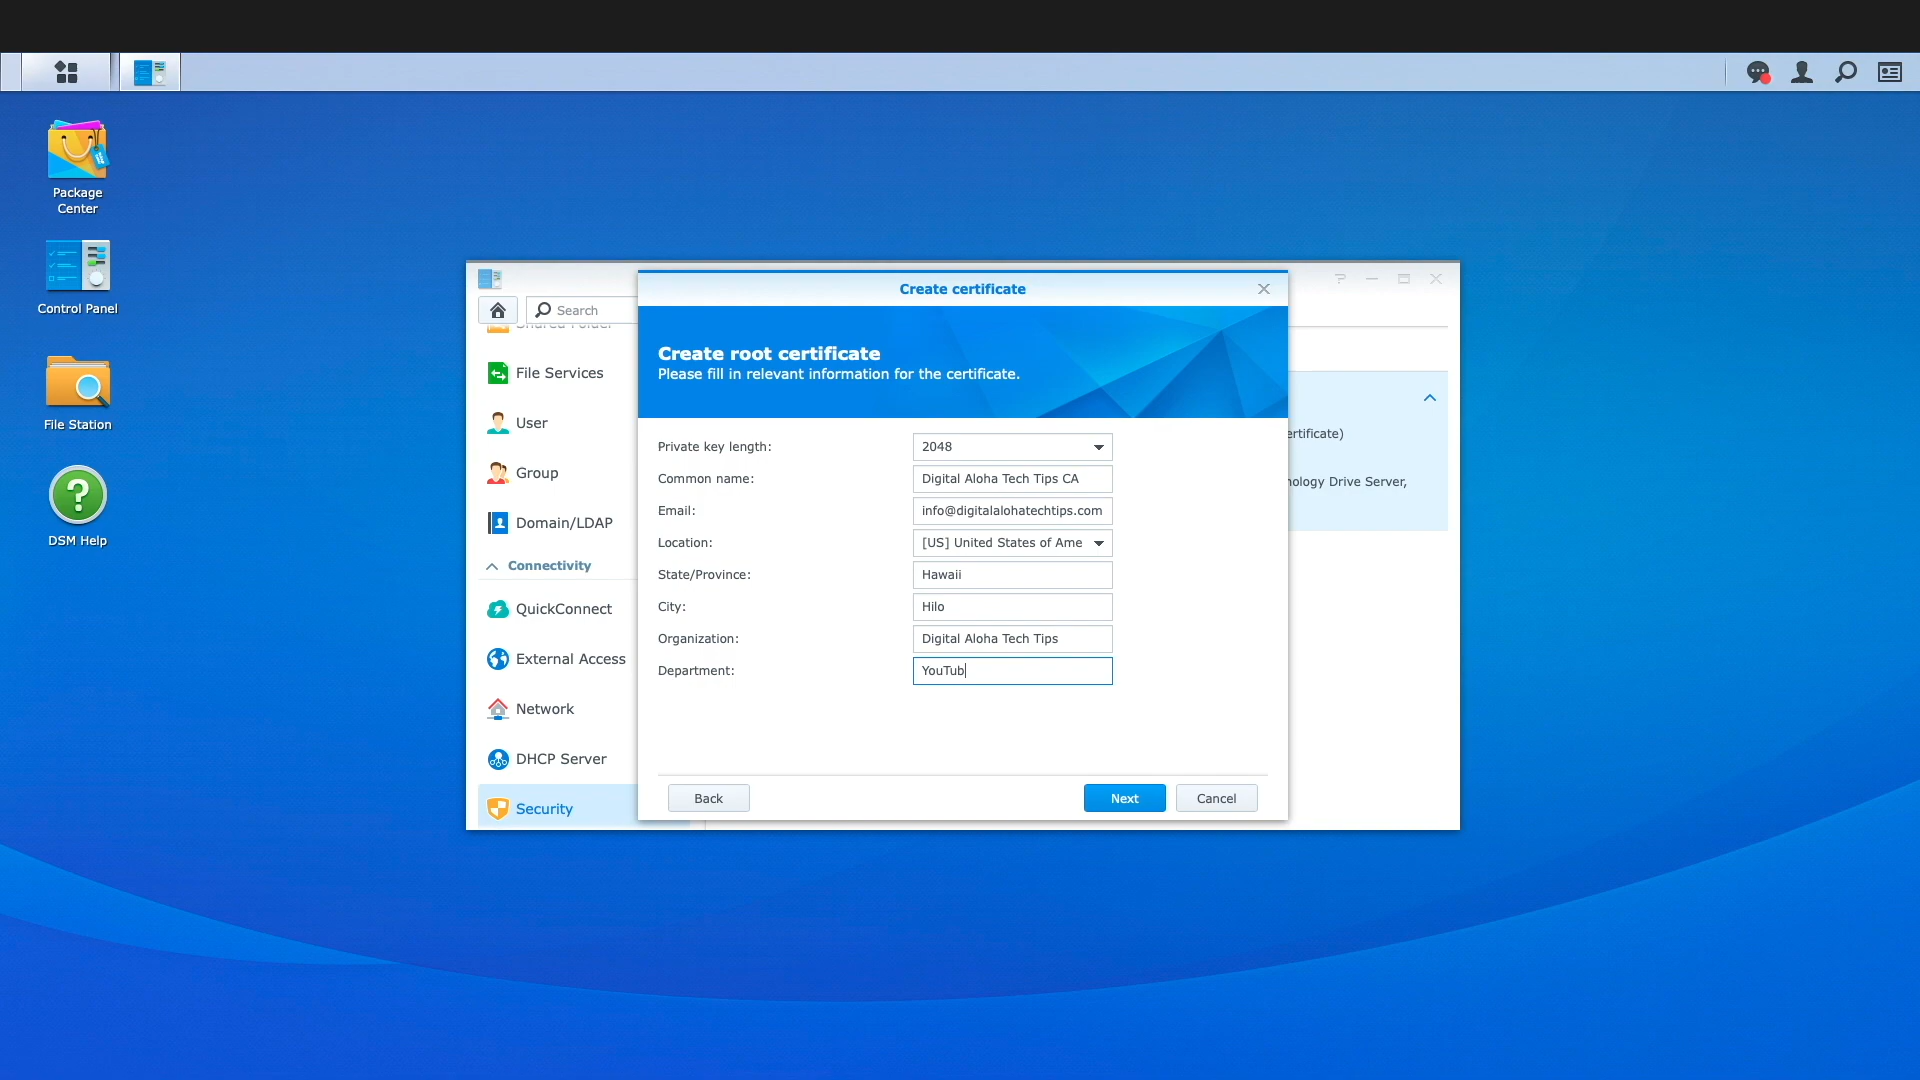 Package
Center
Control Panel
File Station
DSM Help
Search
Shared Folder
File Services
User
Group
Domain/LDAP
Connectivity
QuickConnect
External Access
Network
DHCP Server
Security
Create certificate
Create root certificate
Please fill in relevant information for the certificate.
Private key length: 2048
Common name: Digital Aloha Tech Tips CA
Email: info@digitalalohatechtips.com
Location: [US] United States of Ame
State/Province: Hawaii
City: Hilo
Organization: Digital Aloha Tech Tips
Department: YouTub
Back Next Cancel
ertificate)
nology Drive Server,